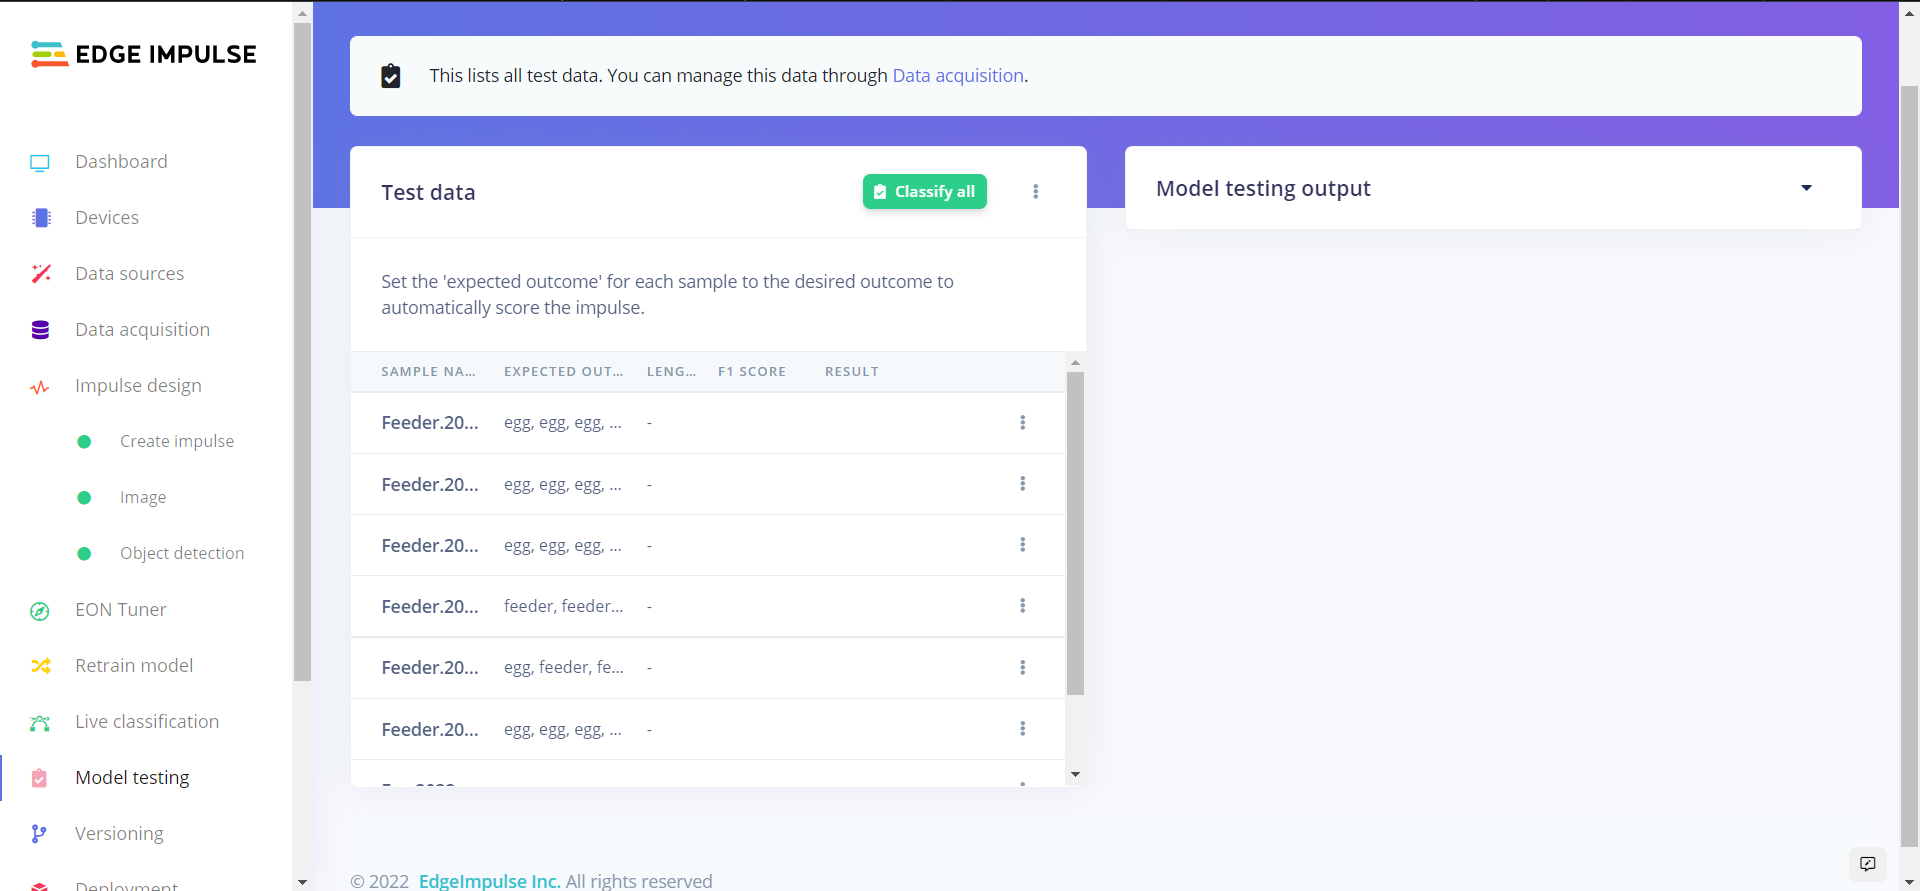 EDGE IMPULSE
Dashboard
Devices
Data sources
Data acquisition
Impulse design
Create impulse
Image
Object detection
EON Tuner
Retrain model
Live classification
Model testing
Versioning
Deployment
This lists all test data. You can manage this data through Data acquisition.
Test data
Classify all
Set the 'expected outcome' for each sample to the desired outcome to
automatically score the impulse.
SAMPLE NA... EXPECTED OUT... LENG... F1 SCORE RESULT
Feeder.20... egg, egg, egg, ... -
Feeder.20... egg, egg, egg, ... -
Feeder.20... egg, egg, egg, ... -
Feeder.20... feeder, feeder... -
Feeder.20... egg, feeder, fe... -
Feeder.20... egg, egg, egg, ... -
Model testing output
© 2022 EdgeImpulse Inc. All rights reserved